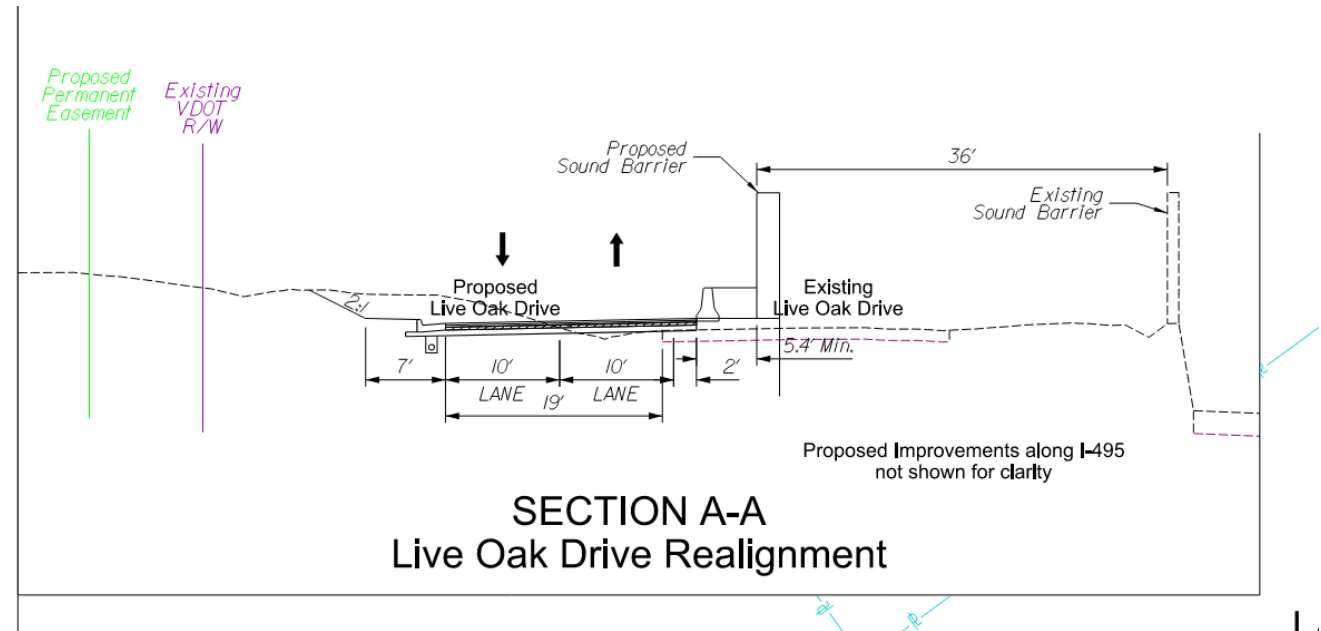 Proposed
Permanent
Easement
Existing
VDOT
R/W
Proposed
Sound Barrier
36'
Existing
Sound Barrier
2:1
Proposed
Live Oak Drive
Existing
Live Oak Drive
7'
10'
10'
2'
5.4' Min.
LANE
LANE
19'
Proposed Improvements along I-495
not shown for clarity
SECTION A-A
Live Oak Drive Realignment